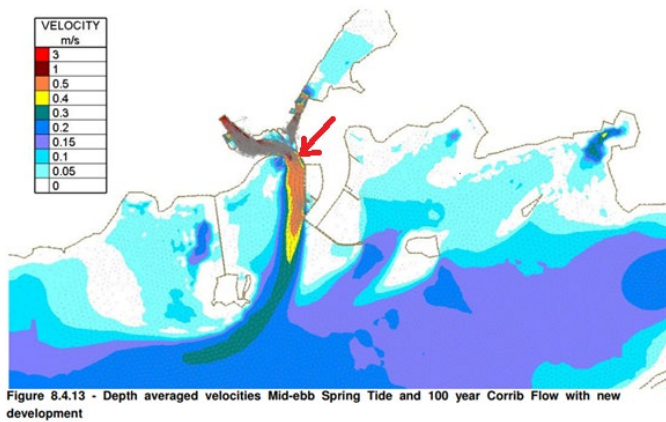 VELOCITY
m/s
3
1
0.5
0.4
0.3
0.2
0.15
0.1
0.05
0
Figure 8.4.13 - Depth averaged velocities Mid-ebb Spring Tide and 100 year Corrib Flow with new
development